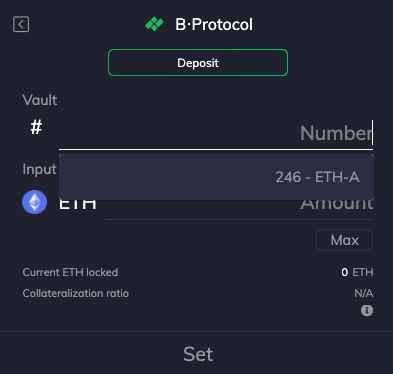 B·Protocol
Deposit
Vault
# Number
246 - ETH-A
Input
ETH Amount
Max
Current ETH locked 0 ETH
Collateralization ratio N/A
Set